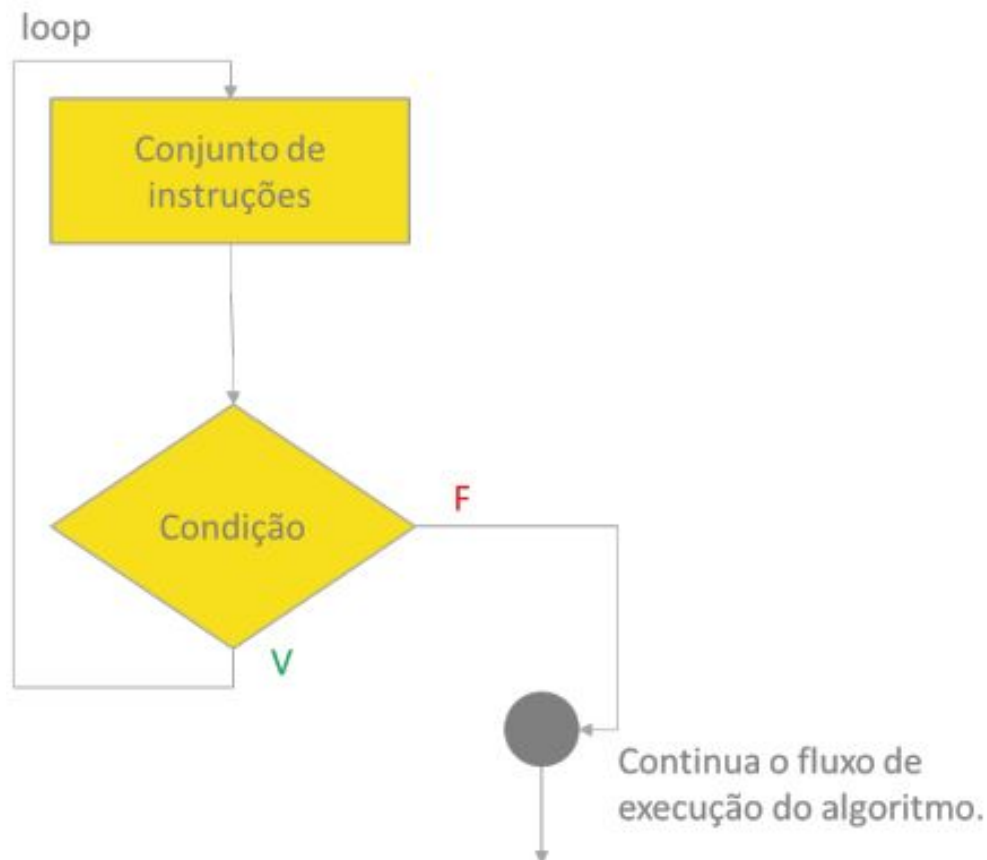 loop
Conjunto de
instruções
Condição
F
V
Continua o fluxo de
execução do algoritmo.